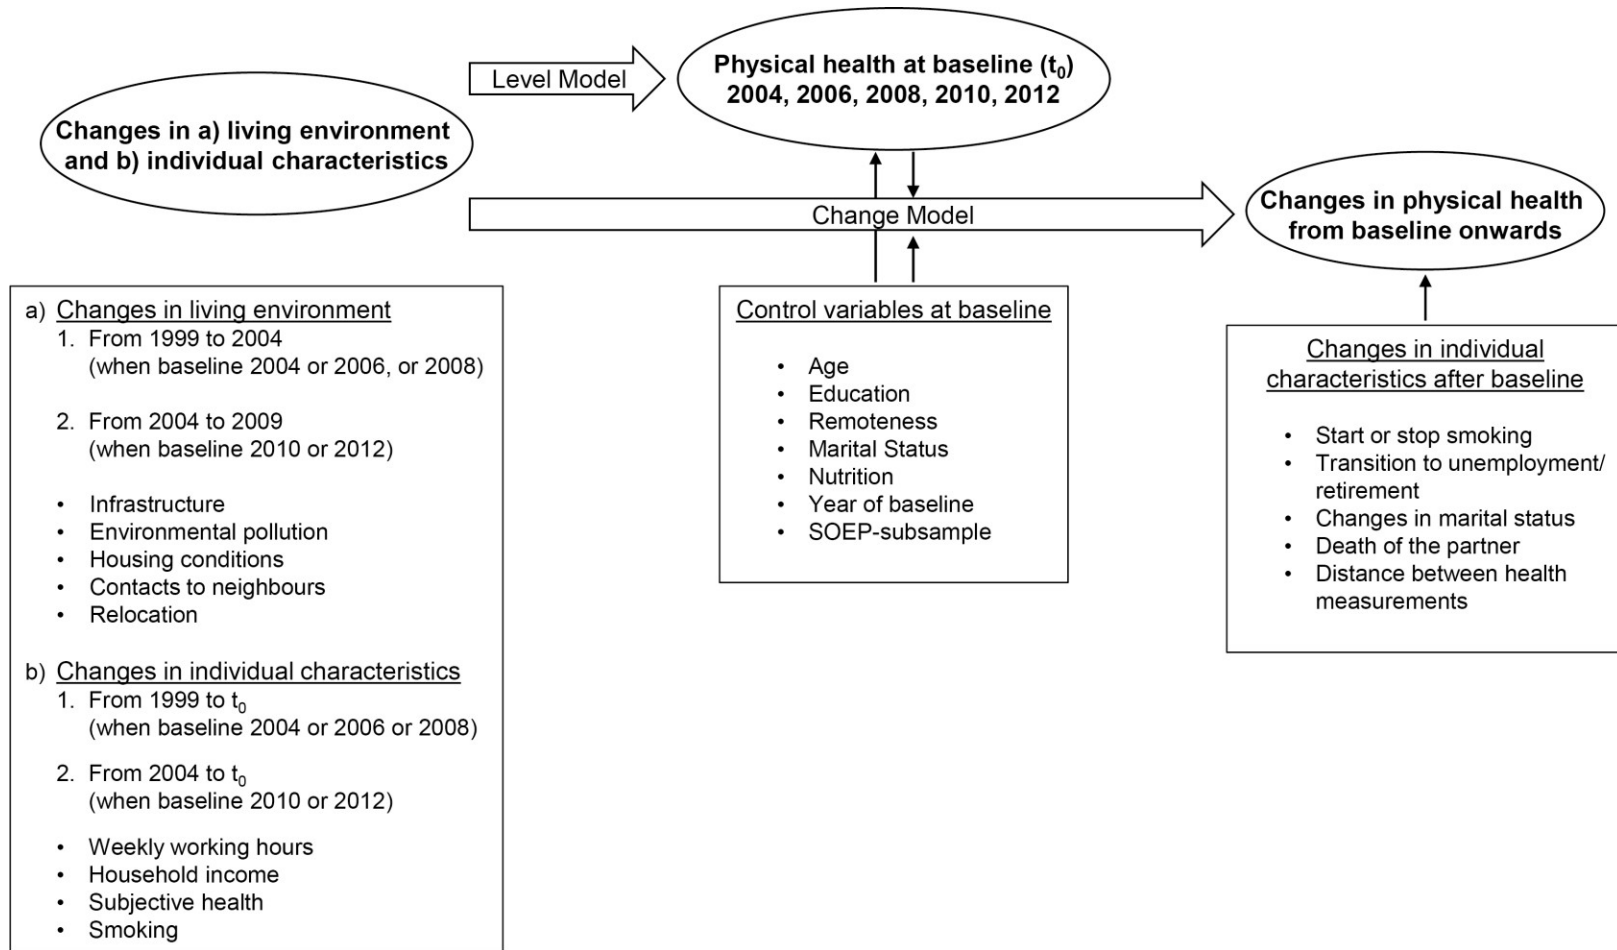 Changes in a) living environment
and b) individual characteristics
Level Model
Physical health at baseline (t₀)
2004, 2006, 2008, 2010, 2012
Change Model
Changes in physical health
from baseline onwards
a) Changes in living environment
1. From 1999 to 2004
(when baseline 2004 or 2006, or 2008)
2. From 2004 to 2009
(when baseline 2010 or 2012)
• Infrastructure
• Environmental pollution
• Housing conditions
• Contacts to neighbours
• Relocation
b) Changes in individual characteristics
1. From 1999 to t₀
(when baseline 2004 or 2006 or 2008)
2. From 2004 to t₀
(when baseline 2010 or 2012)
• Weekly working hours
• Household income
• Subjective health
• Smoking
Control variables at baseline
• Age
• Education
• Remoteness
• Marital Status
• Nutrition
• Year of baseline
• SOEP-subsample
Changes in individual
characteristics after baseline
• Start or stop smoking
• Transition to unemployment/
retirement
• Changes in marital status
• Death of the partner
• Distance between health
measurements